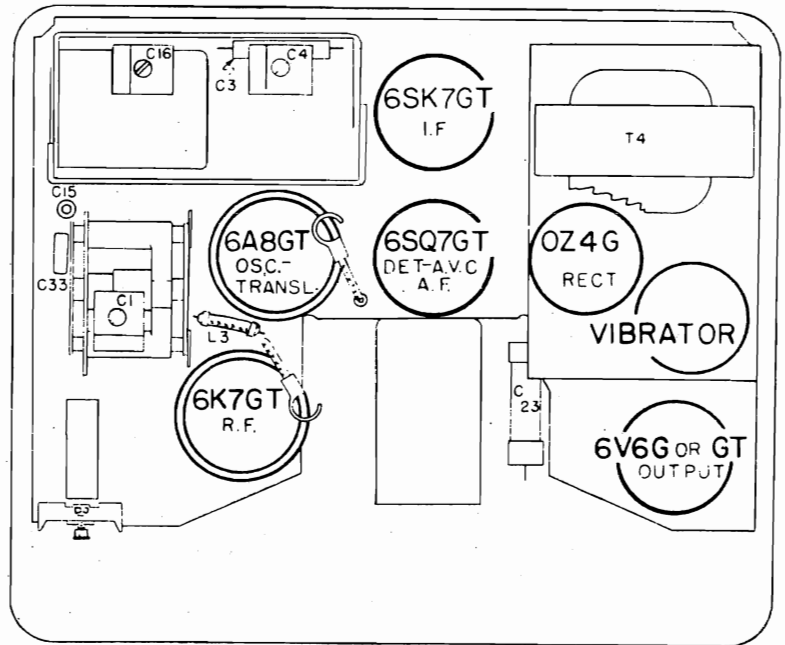 C16
C4
C3
6SK7GT
I.F
T4
C15
6A8GT
OSC.-
TRANSL.
6SQ7GT
DET-A.V.C
A.F.
OZ4G
RECT
C33
C1
VIBRATOR
L3
6K7GT
R.F.
C
23
6V6G OR GT
OUTPUT